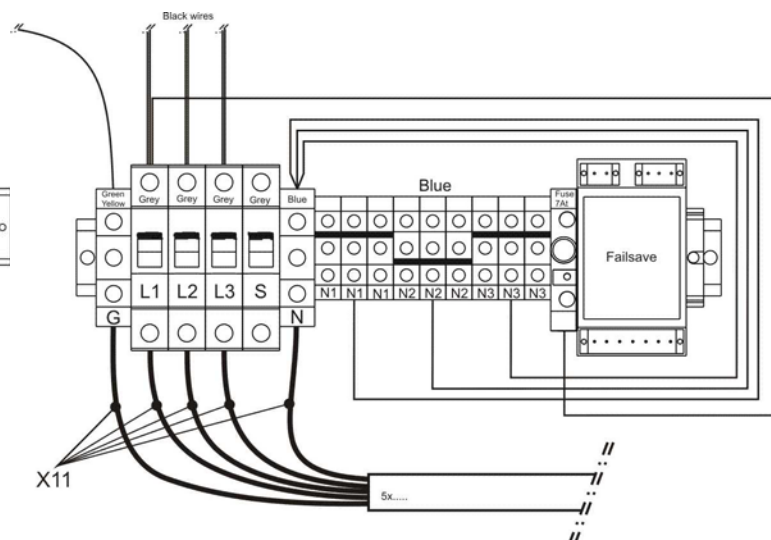 Black wires
Green
Yellow
Grey
Grey
Grey
Grey
Blue
Blue
Fuse
7At
Failsave
L1
L2
L3
S
G
N
N1
N1
N1
N2
N2
N2
N3
N3
N3
X11
5x.....